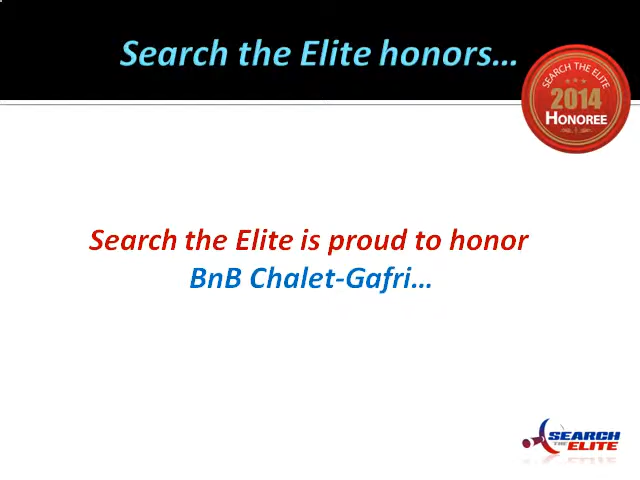 Search the Elite honors...
SEARCH THE ELITE
2014
HONOREE
Search the Elite is proud to honor
BnB Chalet-Gafri...
SEARCH
THE
ELITE